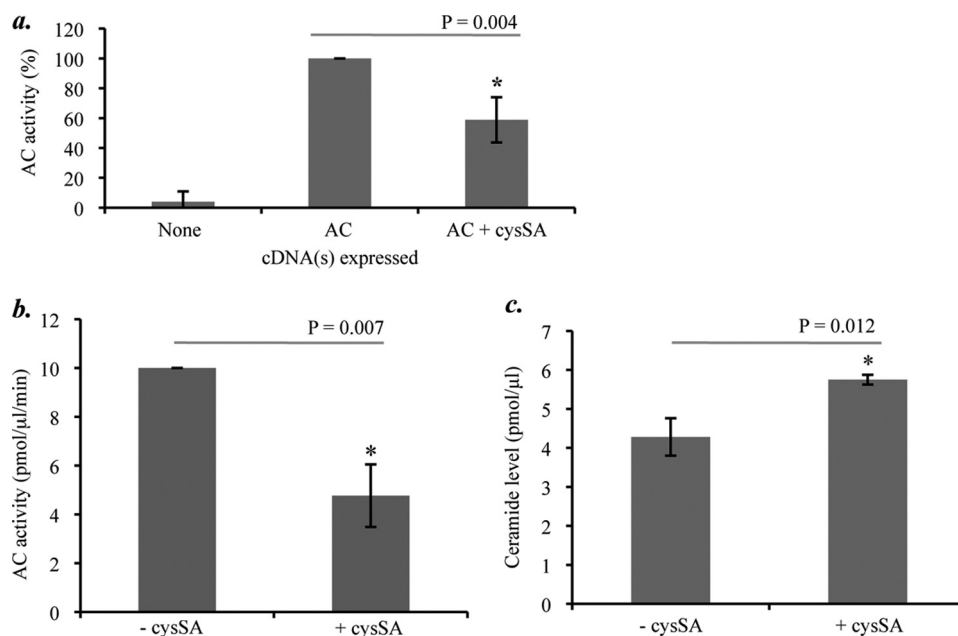 a.
P = 0.004
AC activity (%)
120
100
80
60
40
20
0
*
None
AC
AC + cysSA
cDNA(s) expressed
b.
P = 0.007
AC activity (pmol/µl/min)
12
10
8
6
4
2
0
*
- cysSA
+ cysSA
c.
P = 0.012
Ceramide level (pmol/µl)
7
6
5
4
3
2
1
0
*
- cysSA
+ cysSA